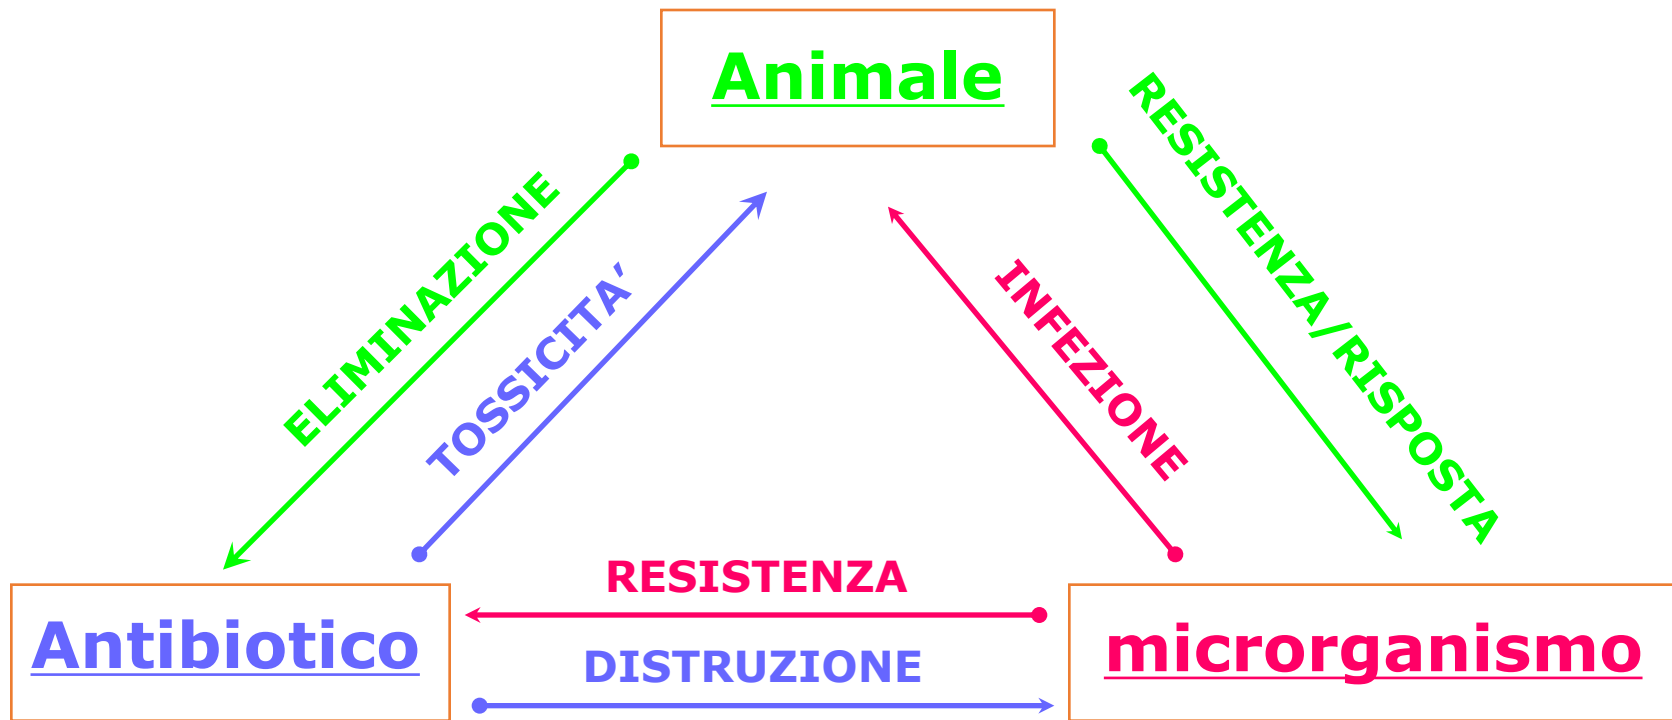 Animale
RESISTENZA/RISPOSTA
ELIMINAZIONE
TOSSICITA’
INFEZIONE
RESISTENZA
Antibiotico
DISTRUZIONE
microrganismo